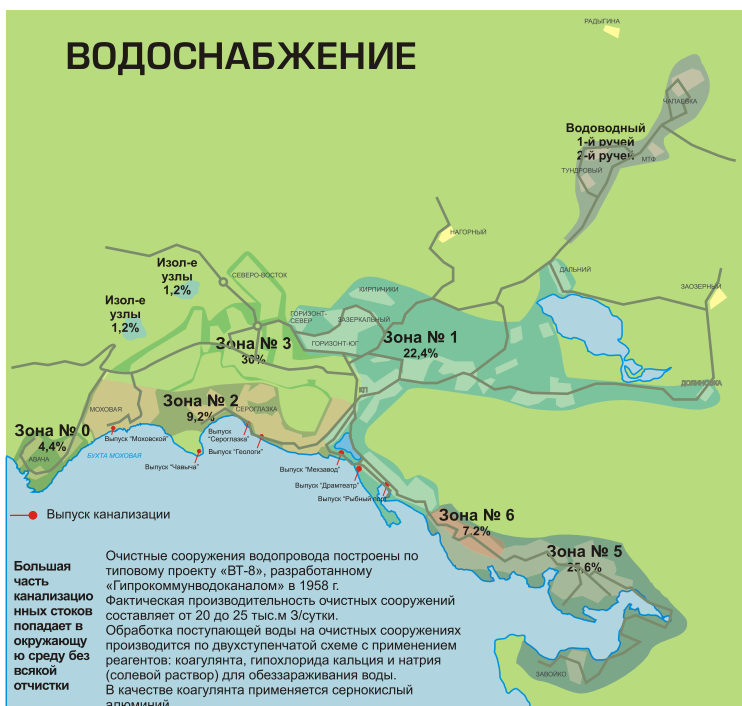 РАДЫГИНА
ВОДОСНАБЖЕНИЕ
ЧАПАЕВКА
Водоводный
1-й ручей
2-й ручей
МТФ
ТУНДРОВЫЙ
НАГОРНЫЙ
Изол-е
узлы
1,2%
СЕВЕРО-ВОСТОК
ДАЛЬНИЙ
КИРПИЧИКИ
ЗАОЗЕРНЫЙ
Изол-е
узлы
1,2%
ГОРИЗОНТ-
СЕВЕР
ЗАЗЕРКАЛЬНЫЙ
Зона № 3
30%
ГОРИЗОНТ-ЮГ
Зона № 1
22,4%
КП
ДОЛИНОВКА
МОХОВАЯ
Зона № 2
9,2%
СЕРОГЛАЗКА
Зона № 0
4,4%
АВАЧА
Выпуск "Моховской"
Выпуск
"Сероглазка"
БУХТА МОХОВАЯ
Выпуск "Геологи"
Выпуск "Чавыча"
Выпуск "Мехзавод"
Выпуск "Драмтеатр"
Выпуск "Рыбный порт"
Выпуск канализации
Зона № 6
7,2%
Зона № 5
25,6%
ЗАВОЙКО
Большая
часть
канализацио
нных стоков
попадает в
окружающу
ю среду без
всякой
отчистки
Очистные сооружения водопровода построены по
типовому проекту «ВТ-8», разработанному
«Гипрокоммунводоканалом» в 1958 г.
Фактическая производительность очистных сооружений
составляет от 20 до 25 тыс.м 3/сутки.
Обработка поступающей воды на очистных сооружениях
производится по двухступенчатой схеме с применением
реагентов: коагулянта, гипохлорида кальция и натрия
(солевой раствор) для обеззараживания воды.
В качестве коагулянта применяется сернокислый
алюминий